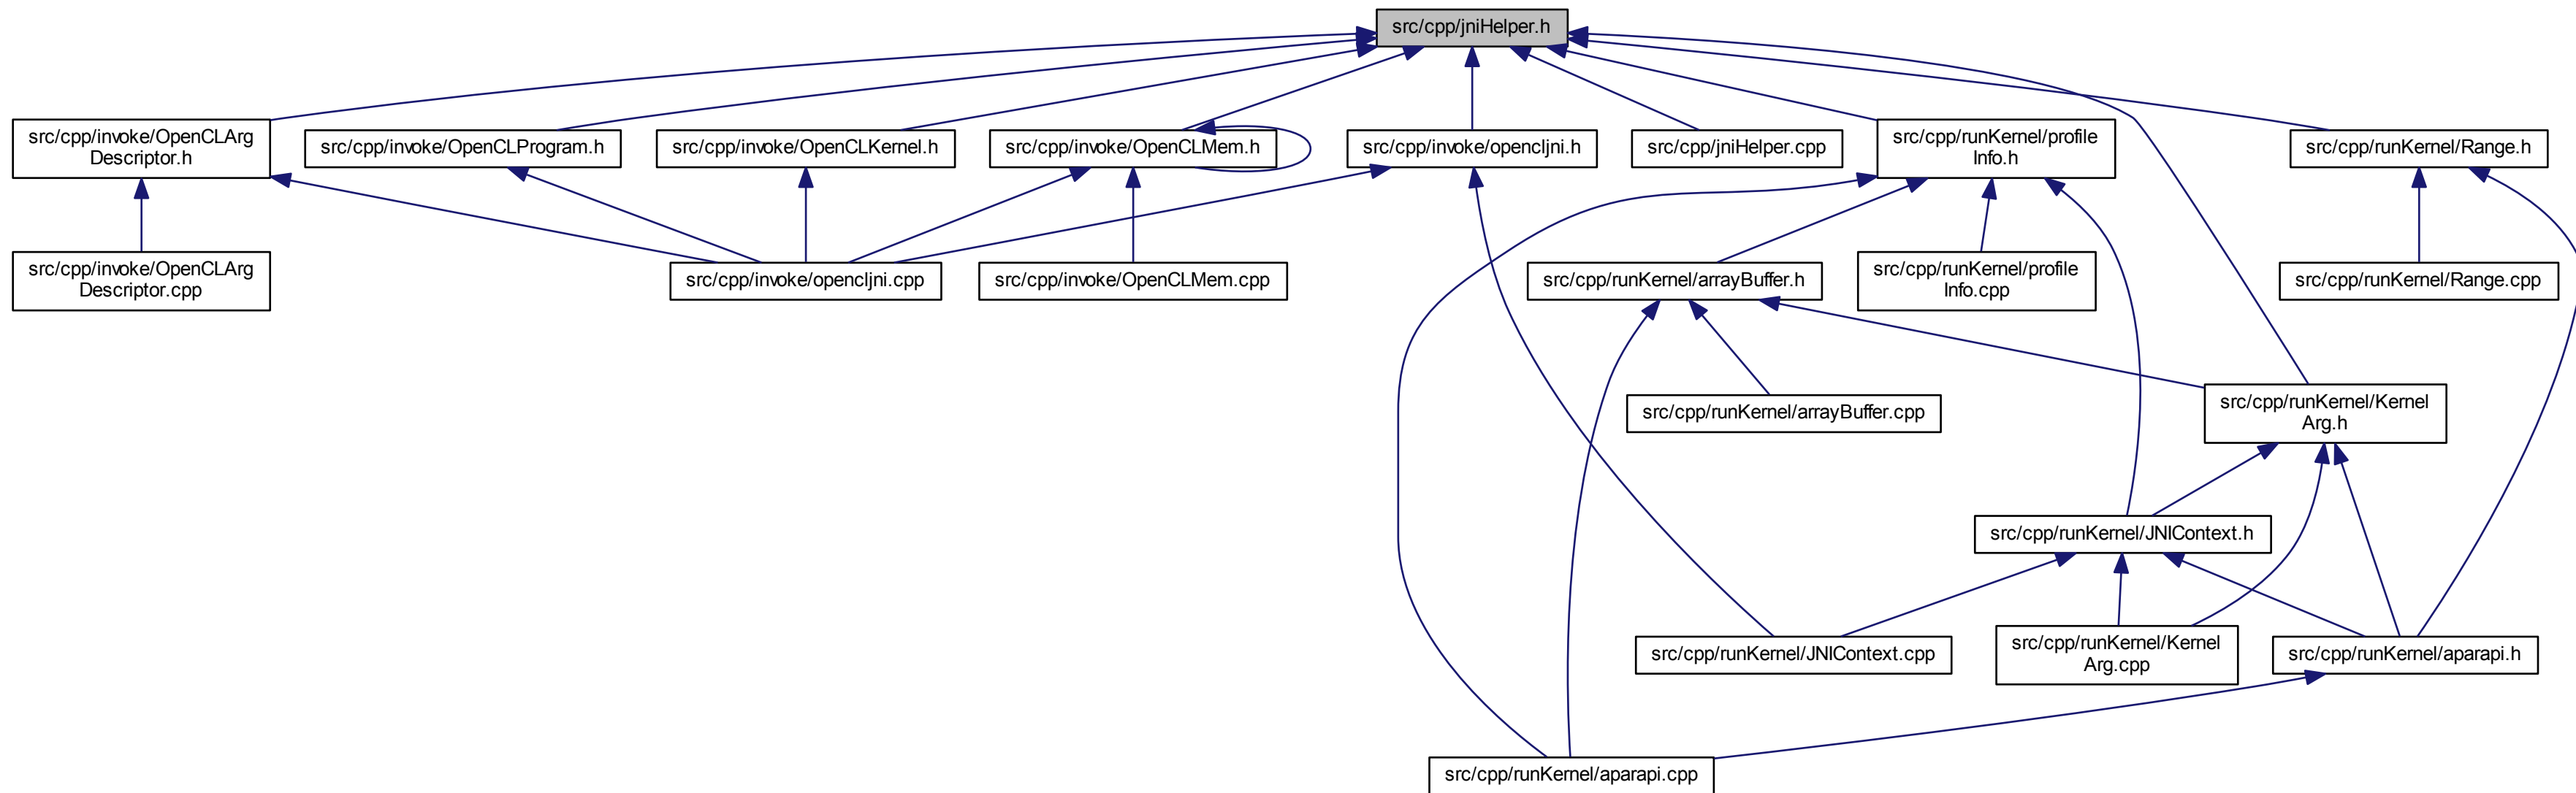 src/cpp/jniHelper.h
src/cpp/invoke/OpenCLArg
Descriptor.h
src/cpp/invoke/OpenCLProgram.h
src/cpp/invoke/OpenCLKernel.h
src/cpp/invoke/OpenCLMem.h
src/cpp/invoke/opencljni.h
src/cpp/jniHelper.cpp
src/cpp/runKernel/profile
Info.h
src/cpp/runKernel/Range.h
src/cpp/invoke/OpenCLArg
Descriptor.cpp
src/cpp/invoke/opencljni.cpp
src/cpp/invoke/OpenCLMem.cpp
src/cpp/runKernel/arrayBuffer.h
src/cpp/runKernel/profile
Info.cpp
src/cpp/runKernel/Range.cpp
src/cpp/runKernel/arrayBuffer.cpp
src/cpp/runKernel/Kernel
Arg.h
src/cpp/runKernel/JNIContext.h
src/cpp/runKernel/JNIContext.cpp
src/cpp/runKernel/Kernel
Arg.cpp
src/cpp/runKernel/aparapi.h
src/cpp/runKernel/aparapi.cpp